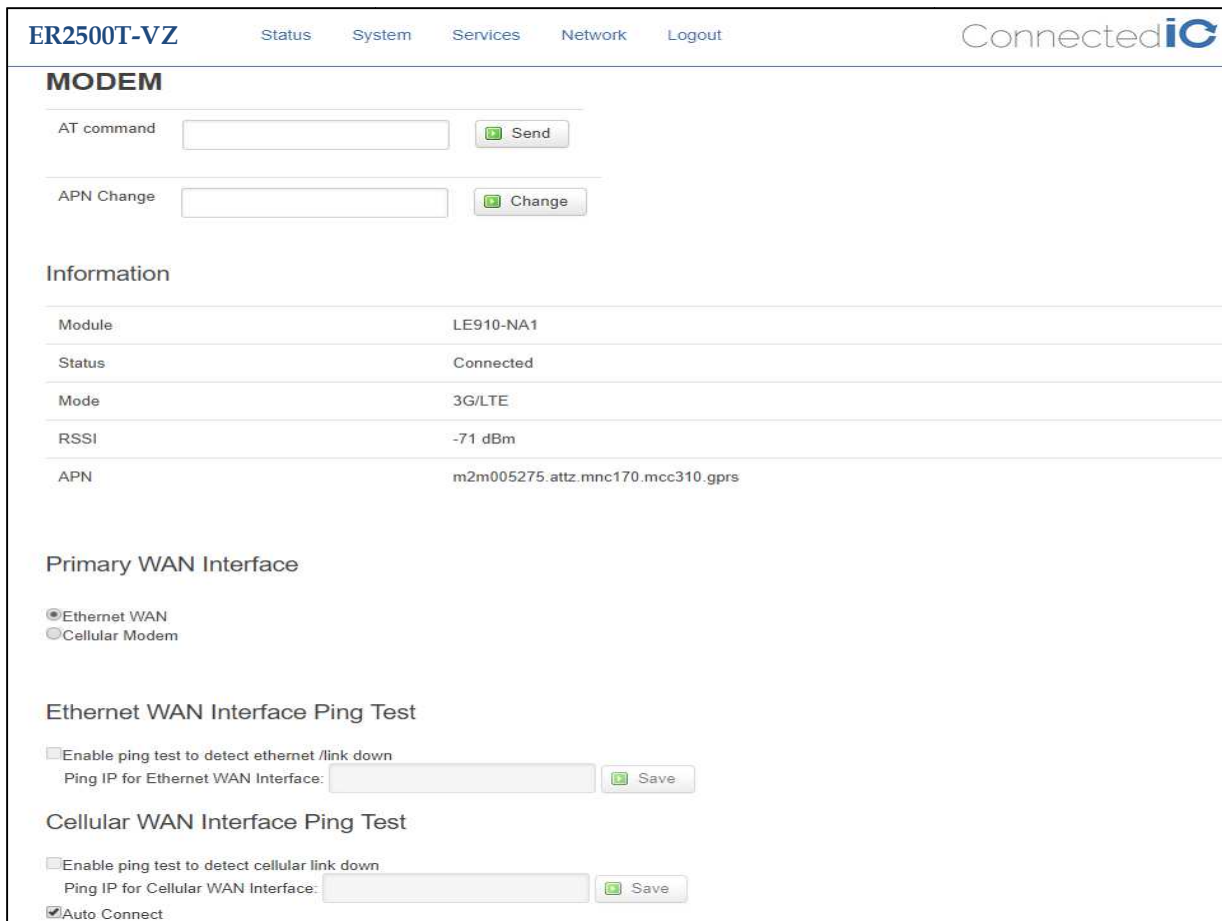 ER2500T-VZ Status System Services Network Logout ConnectediO
MODEM
AT command Send
APN Change Change
Information
Module LE910-NA1
Status Connected
Mode 3G/LTE
RSSI -71 dBm
APN m2m005275.attz.mnc170.mcc310.gprs
Primary WAN Interface
Ethernet WAN
Cellular Modem
Ethernet WAN Interface Ping Test
Enable ping test to detect ethernet /link down
Ping IP for Ethernet WAN Interface: Save
Cellular WAN Interface Ping Test
Enable ping test to detect cellular link down
Ping IP for Cellular WAN Interface: Save
Auto Connect